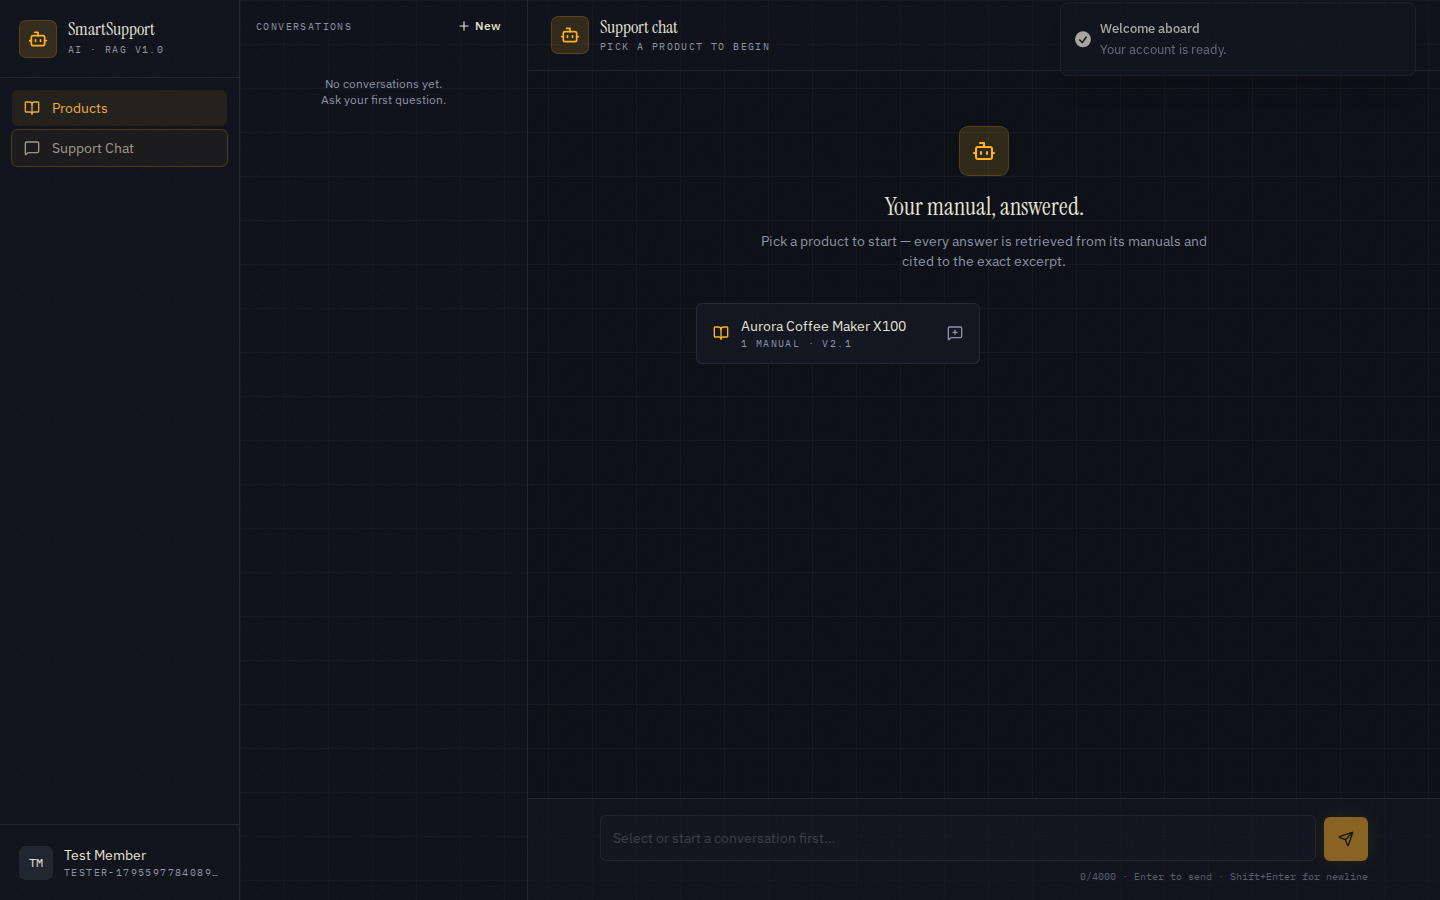 SmartSupport
AI · RAG V1.0
Products
Support Chat
TM
Test Member
TESTER-1795597784089…
CONVERSATIONS
New
No conversations yet.
Ask your first question.
Support chat
PICK A PRODUCT TO BEGIN
Welcome aboard
Your account is ready.
Your manual, answered.
Pick a product to start — every answer is retrieved from its manuals and
cited to the exact excerpt.
Aurora Coffee Maker X100
1 MANUAL · V2.1
Select or start a conversation first...
0/4000 · Enter to send · Shift+Enter for newline